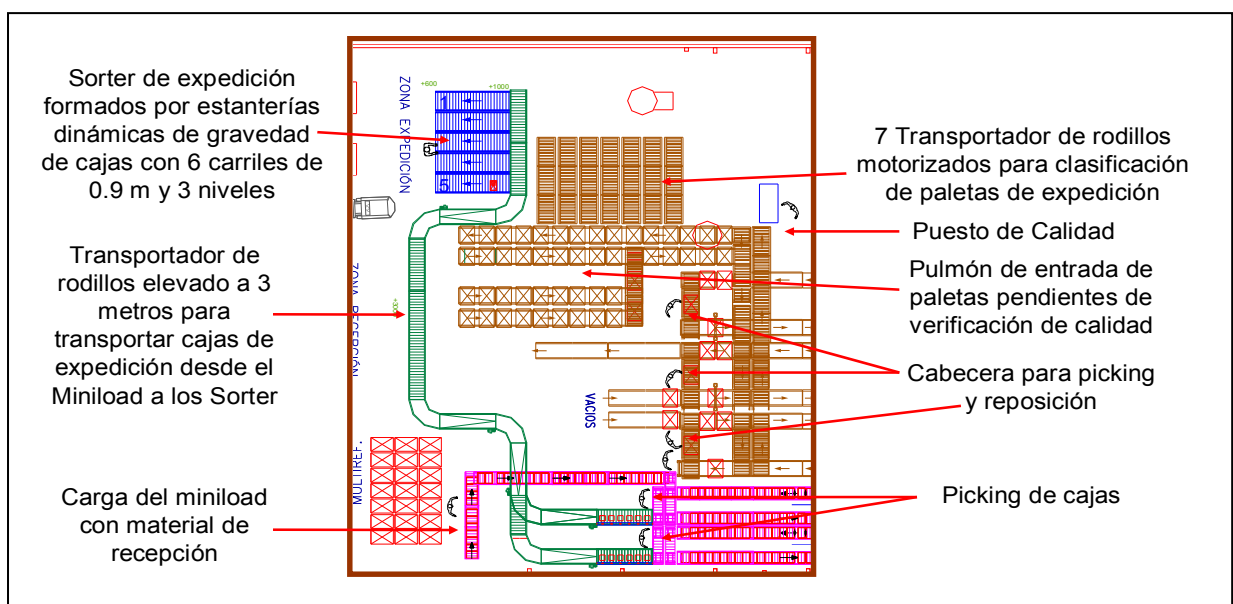 Sorter de expedición
formados por estanterías
dinámicas de gravedad
de cajas con 6 carriles de
0.9 m y 3 niveles
Transportador de
rodillos elevado a 3
metros para
transportar cajas de
expedición desde el
Miniload a los Sorter
Carga del miniload
con material de
recepción
ZONA EXPEDICIÓN
+600
+1000
1
5
ZONA RECEPCIÓN
MULTIREF.
VACIOS
7 Transportador de rodillos
motorizados para clasificación
de paletas de expedición
Puesto de Calidad
Pulmón de entrada de
paletas pendientes de
verificación de calidad
Cabecera para picking
y reposición
Picking de cajas